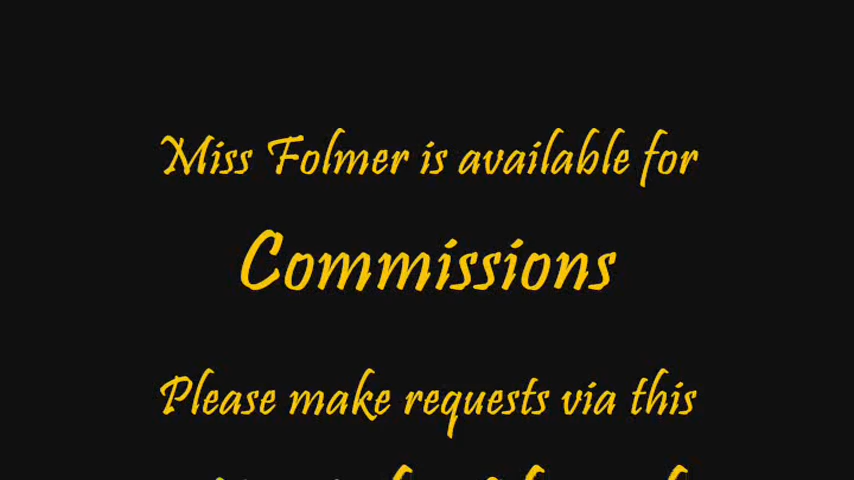 Miss Folmer is available for
Commissions
Please make requests via this